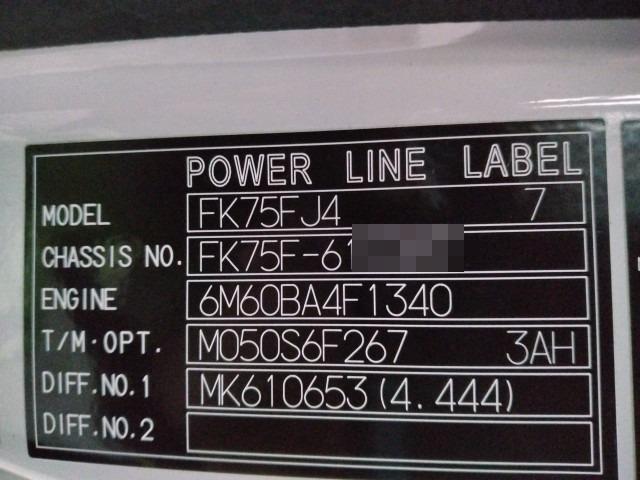 POWER LINE LABEL
MODEL FK75FJ4 7
CHASSIS NO. FK75F-61
ENGINE 6M60BA4F1340
T/M·OPT. M050S6F267 3AH
DIFF.NO.1 MK610653(4.444)
DIFF.NO.2